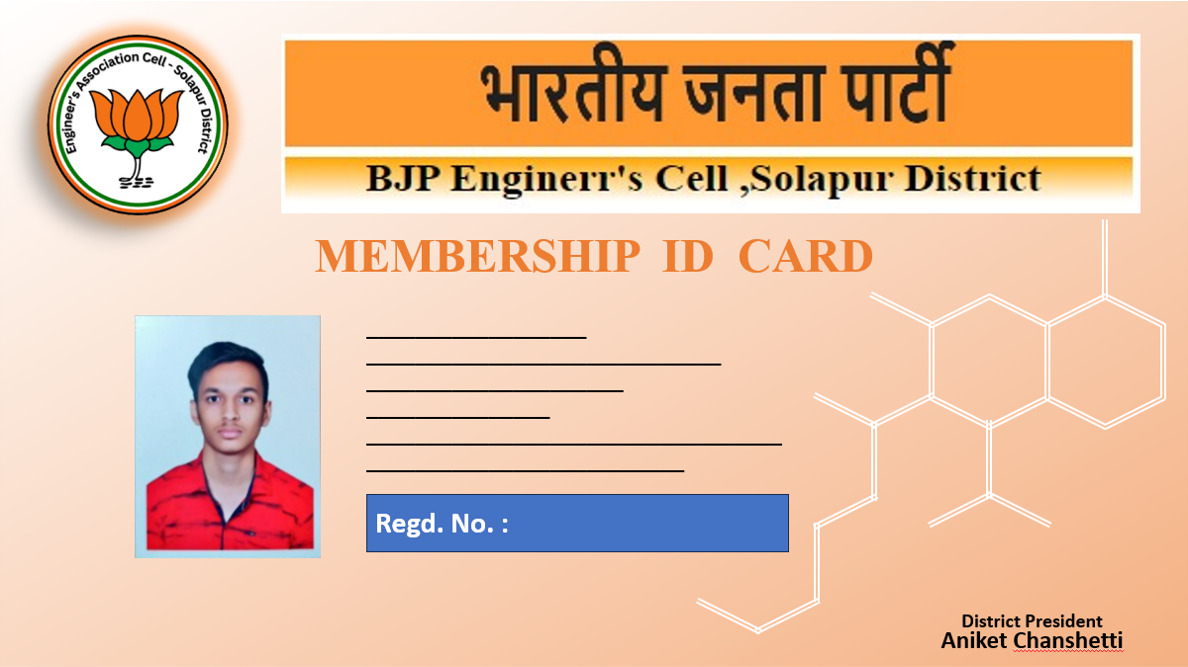 Engineer's Association Cell - Solapur District
भारतीय जनता पार्टी
BJP Enginerr's Cell ,Solapur District
MEMBERSHIP ID CARD
Regd. No. :
District President
Aniket Chanshetti